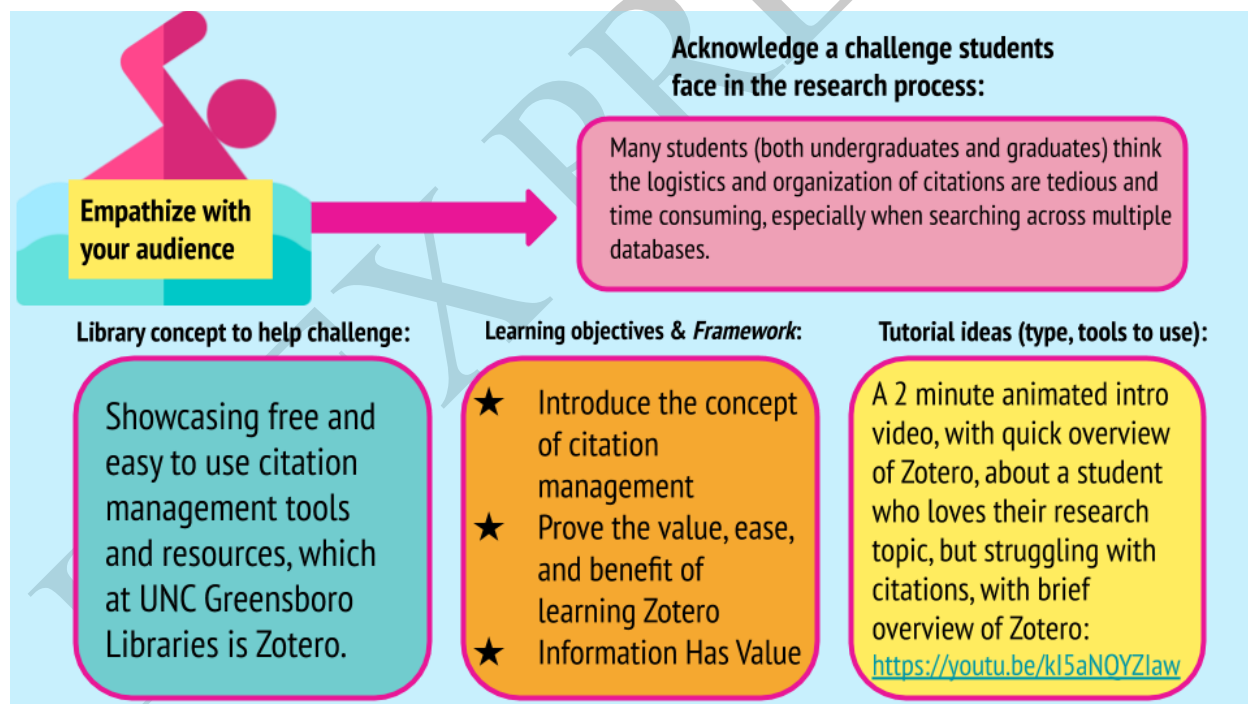 Acknowledge a challenge students
face in the research process:
Many students (both undergraduates and graduates) think
the logistics and organization of citations are tedious and
time consuming, especially when searching across multiple
databases.
Empathize with
your audience
Library concept to help challenge:
Showcasing free and
easy to use citation
management tools
and resources, which
at UNC Greensboro
Libraries is Zotero.
Learning objectives & Framework:
★ Introduce the concept
of citation
management
★ Prove the value, ease,
and benefit of
learning Zotero
★ Information Has Value
Tutorial ideas (type, tools to use):
A 2 minute animated intro
video, with quick overview
of Zotero, about a student
who loves their research
topic, but struggling with
citations, with brief
overview of Zotero:
https://youtu.be/kI5aNQYZIaw